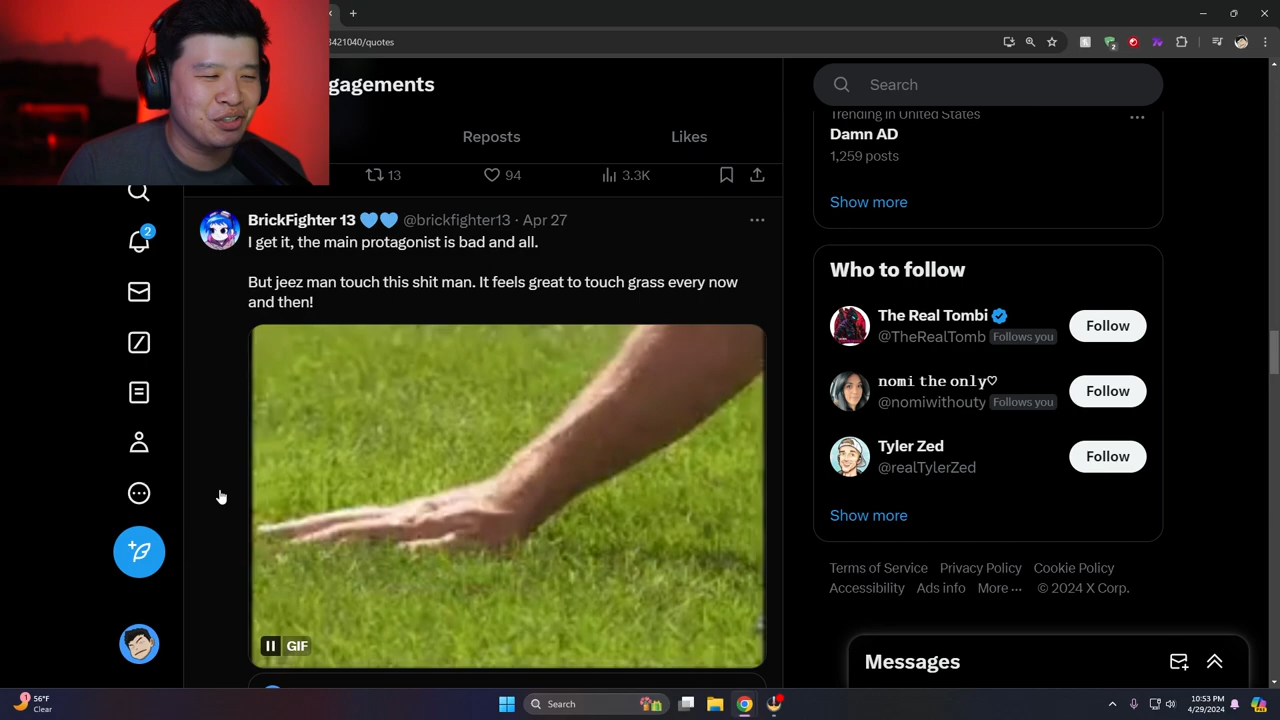 3421040/quotes
gagements
Reposts
Likes
13
94
3.3K
2
BrickFighter 13 💙💙 @brickfighter13 · Apr 27
I get it, the main protagonist is bad and all.
But jeez man touch this shit man. It feels great to touch grass every now
and then!
GIF
Search
Trending in United States
Damn AD
1,259 posts
Show more
Who to follow
The Real Tombi
@TheRealTomb Follows you
Follow
nomi the only♡
@nomiwithouty Follows you
Follow
Tyler Zed
@realTylerZed
Follow
Show more
Terms of Service Privacy Policy Cookie Policy
Accessibility Ads info More ··· © 2024 X Corp.
Messages
1
56°F
Clear
Search
10:53 PM
4/29/2024